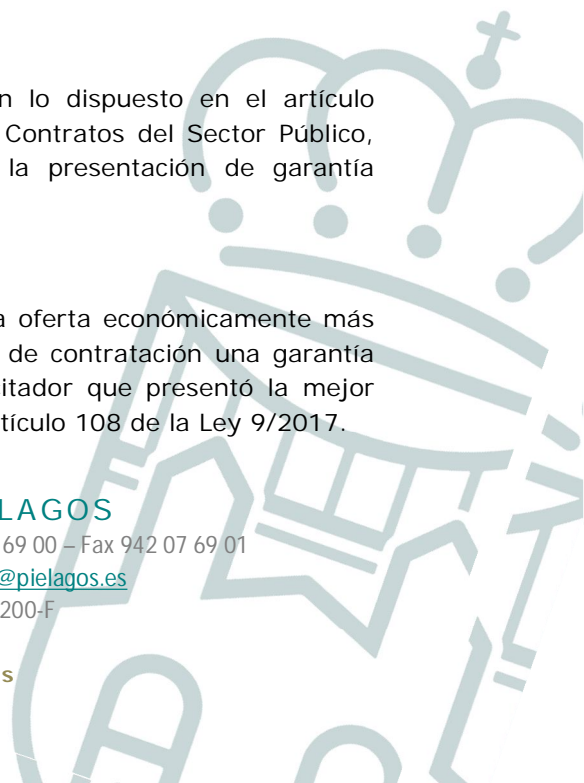 n lo dispuesto en el artículo
Contratos del Sector Público,
la presentación de garantía
a oferta económicamente más
de contratación una garantía
itador que presentó la mejor
tículo 108 de la Ley 9/2017.
LAGOS
69 00 – Fax 942 07 69 01
@pielagos.es
200-F
s